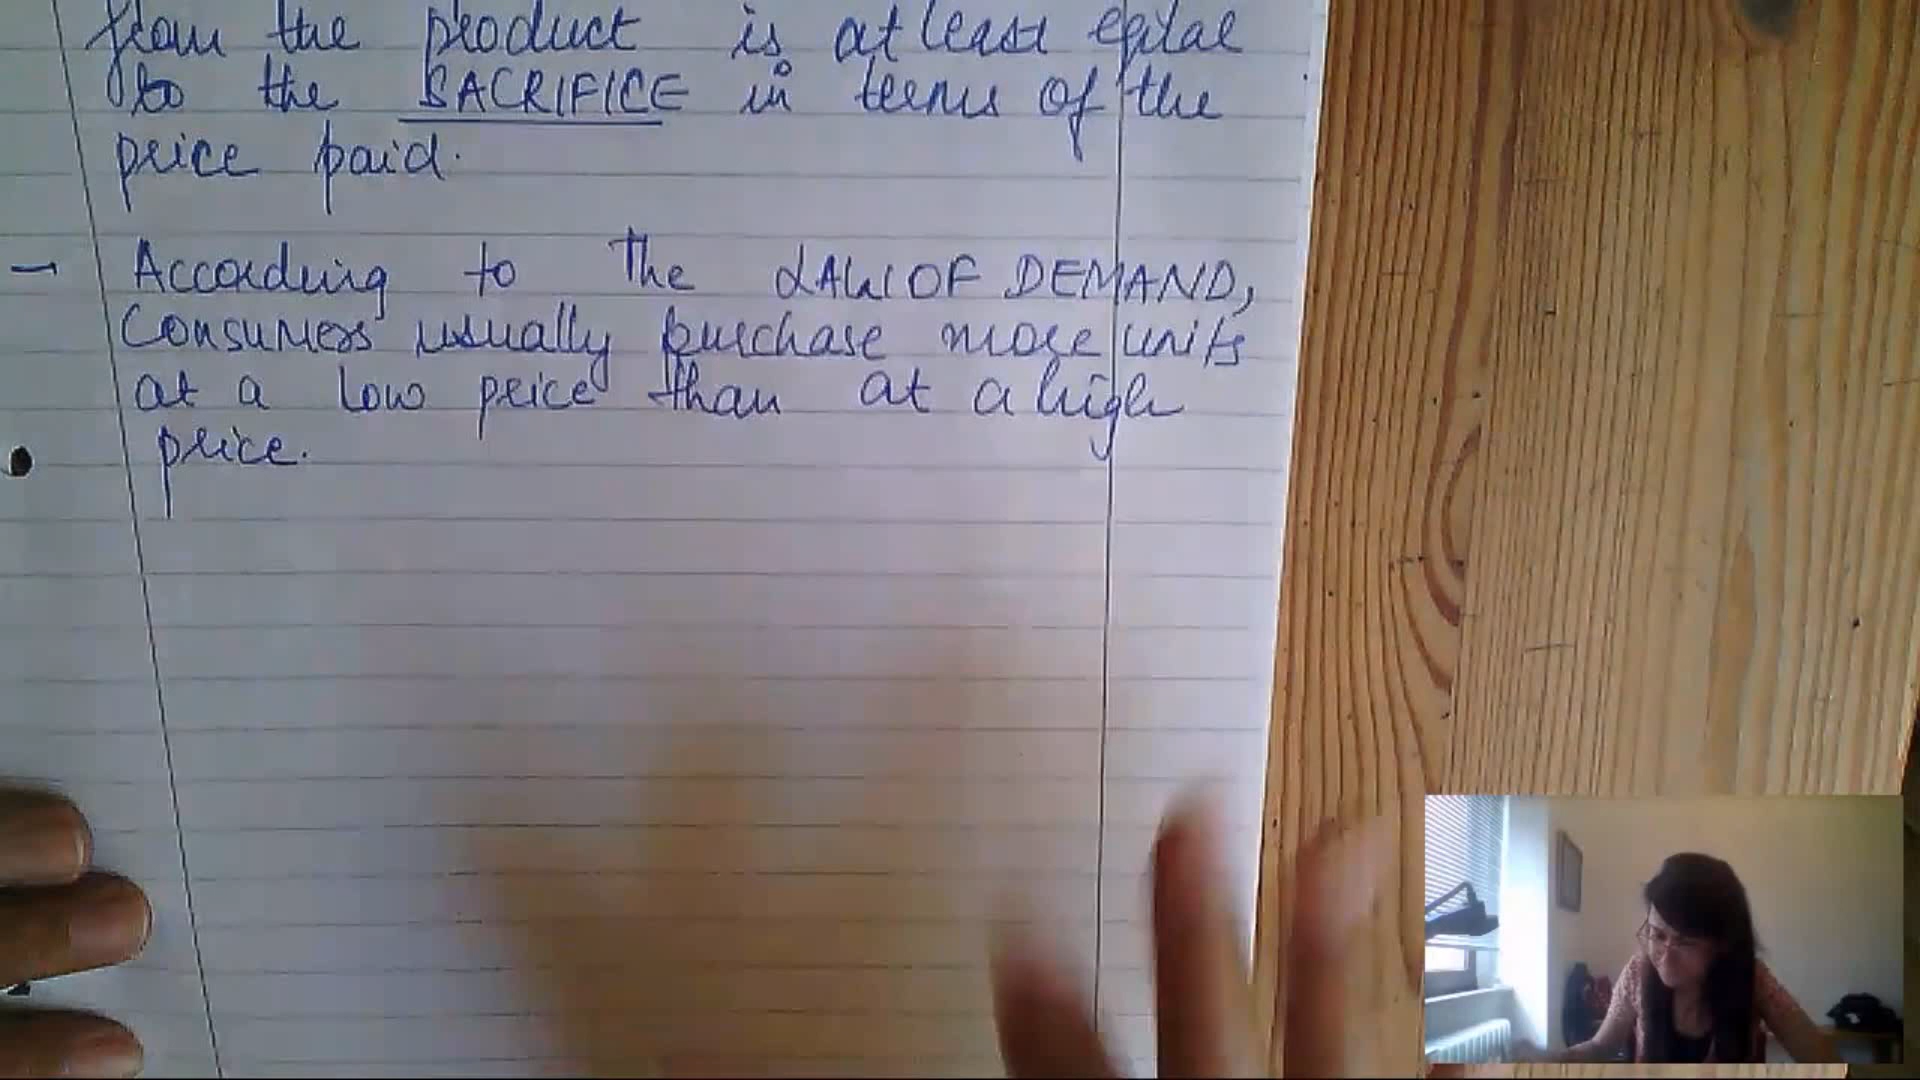 from the product is at least equal
to the SACRIFICE in terms of the
price paid.
- According to the LAW OF DEMAND,
Consumers usually purchase more units
at a low price than at a high
price.